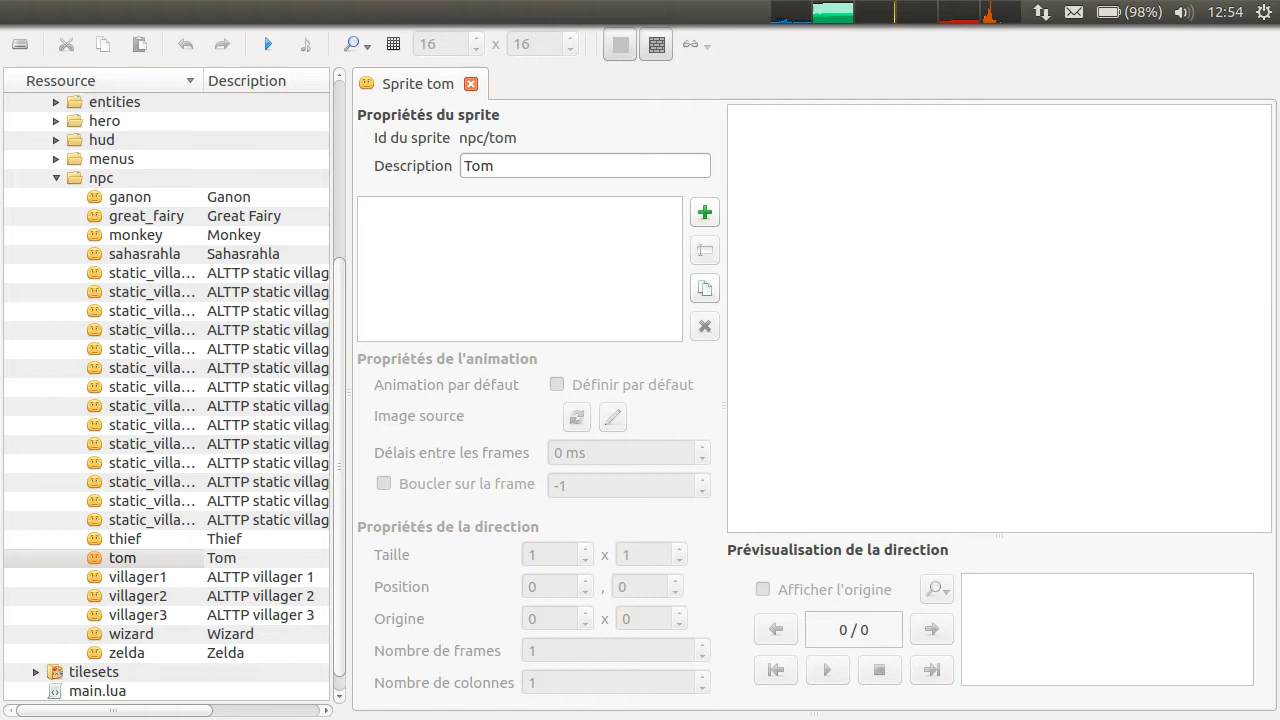 (98%) 12:54
16 x 16
Ressource Description
entities
hero
hud
menus
npc
ganon Ganon
great_fairy Great Fairy
monkey Monkey
sahasrahla Sahasrahla
static_villa... ALTTP static villag
static_villa... ALTTP static villag
static_villa... ALTTP static villag
static_villa... ALTTP static villag
static_villa... ALTTP static villag
static_villa... ALTTP static villag
static_villa... ALTTP static villag
static_villa... ALTTP static villag
static_villa... ALTTP static villag
static_villa... ALTTP static villag
static_villa... ALTTP static villag
static_villa... ALTTP static villag
static_villa... ALTTP static villag
static_villa... ALTTP static villag
thief Thief
tom Tom
villager1 ALTTP villager 1
villager2 ALTTP villager 2
villager3 ALTTP villager 3
wizard Wizard
zelda Zelda
tilesets
main.lua
Sprite tom
Propriétés du sprite
Id du sprite npc/tom
Description Tom
Propriétés de l'animation
Animation par défaut Définir par défaut
Image source
Délais entre les frames 0 ms
Boucler sur la frame -1
Propriétés de la direction
Taille 1 x 1
Position 0 , 0
Origine 0 x 0
Nombre de frames 1
Nombre de colonnes 1
Prévisualisation de la direction
Afficher l'origine
0 / 0